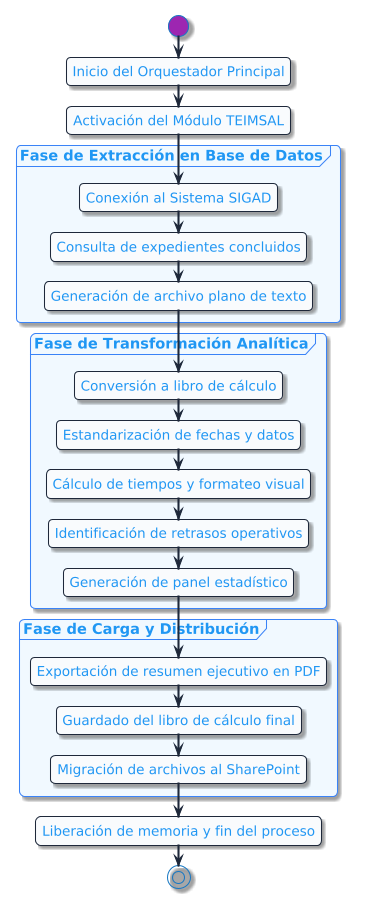 Inicio del Orquestador Principal
Activación del Módulo TEIMSAL
Fase de Extracción en Base de Datos
Conexión al Sistema SIGAD
Consulta de expedientes concluidos
Generación de archivo plano de texto
Fase de Transformación Analítica
Conversión a libro de cálculo
Estandarización de fechas y datos
Cálculo de tiempos y formateo visual
Identificación de retrasos operativos
Generación de panel estadístico
Fase de Carga y Distribución
Exportación de resumen ejecutivo en PDF
Guardado del libro de cálculo final
Migración de archivos al SharePoint
Liberación de memoria y fin del proceso